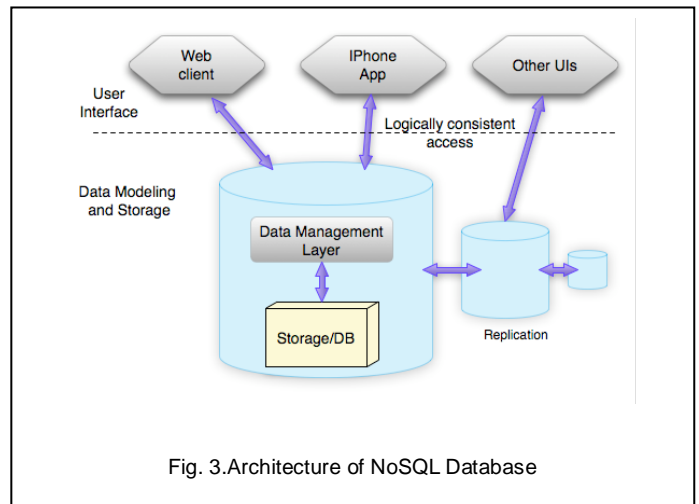 Web
client
IPhone
App
Other UIs
User
Interface
Logically consistent
access
Data Modeling
and Storage
Data Management
Layer
Storage/DB
Replication
Fig. 3.Architecture of NoSQL Database